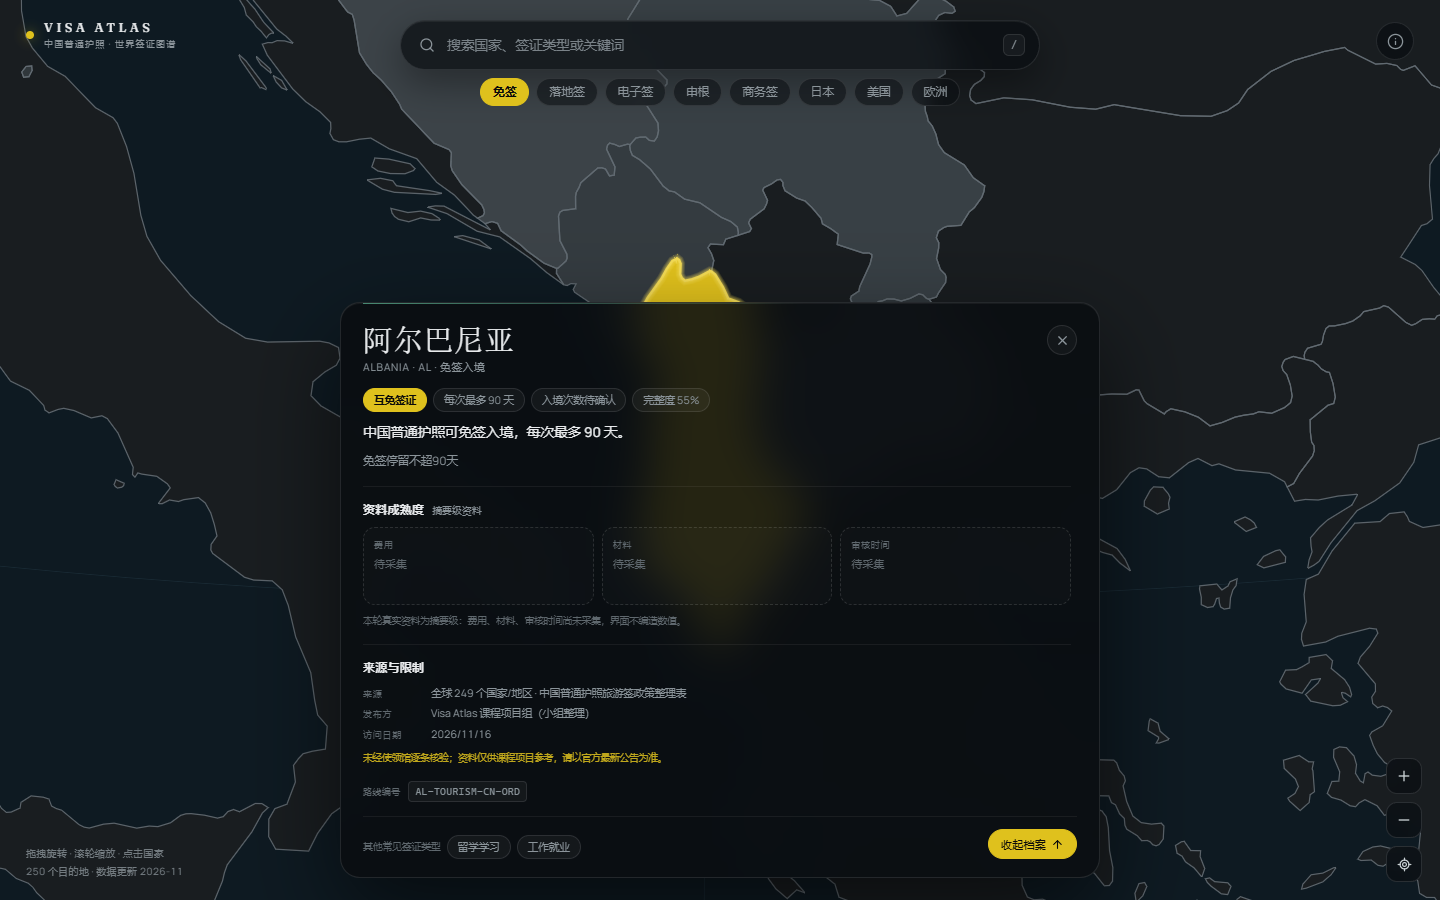 VISA ATLAS
中国普通护照 · 世界签证图谱
搜索国家、签证类型或关键词
/
免签
落地签
电子签
申根
商务签
日本
美国
欧洲
阿尔巴尼亚
ALBANIA · AL · 免签入境
互免签证
每次最多 90 天
入境次数待确认
完整度 55%
中国普通护照可免签入境，每次最多 90 天。
免签停留不超90天
资料成熟度 摘要级资料
费用
待采集
材料
待采集
审核时间
待采集
本轮真实资料为摘要级：费用、材料、审核时间尚未采集，界面不编造数值。
来源与限制
来源 全球 249 个国家/地区 · 中国普通护照旅游签政策整理表
发布方 Visa Atlas 课程项目组（小组整理）
访问日期 2026/11/16
未经使领馆逐条核验；资料仅供课程项目参考，请以官方最新公告为准。
路线编号 AL-TOURISM-CN-ORD
其他常见签证类型 留学学习 工作就业
收起档案 ↑
拖拽旋转 · 滚轮缩放 · 点击国家
250 个目的地 · 数据更新 2026-11